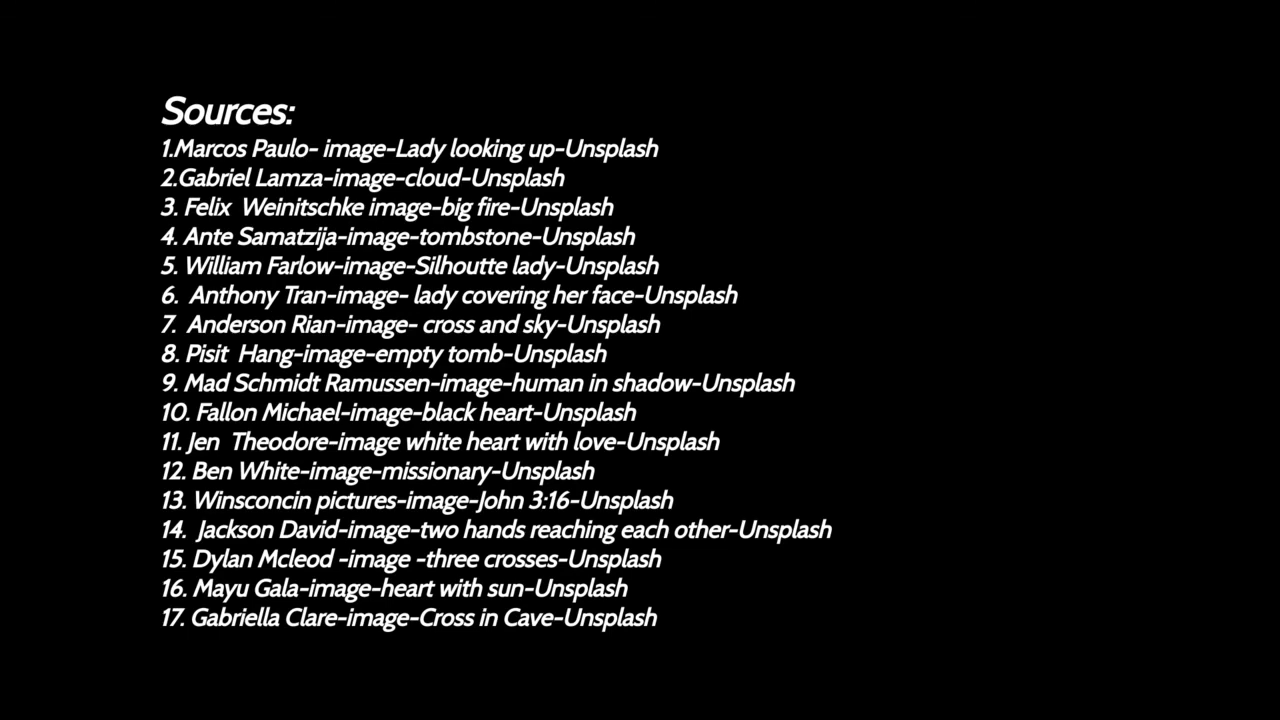 Sources:
1.Marcos Paulo- image-Lady looking up-Unsplash
2.Gabriel Lamza-image-cloud-Unsplash
3. Felix  Weinitschke image-big fire-Unsplash
4. Ante Samatzija-image-tombstone-Unsplash
5. William Farlow-image-Silhoutte lady-Unsplash
6.  Anthony Tran-image- lady covering her face-Unsplash
7.  Anderson Rian-image- cross and sky-Unsplash
8. Pisit  Hang-image-empty tomb-Unsplash
9. Mad Schmidt Ramussen-image-human in shadow-Unsplash
10. Fallon Michael-image-black heart-Unsplash
11. Jen  Theodore-image white heart with love-Unsplash
12. Ben White-image-missionary-Unsplash
13. Winsconcin pictures-image-John 3:16-Unsplash
14.  Jackson David-image-two hands reaching each other-Unsplash
15. Dylan Mcleod -image -three crosses-Unsplash
16. Mayu Gala-image-heart with sun-Unsplash
17. Gabriella Clare-image-Cross in Cave-Unsplash